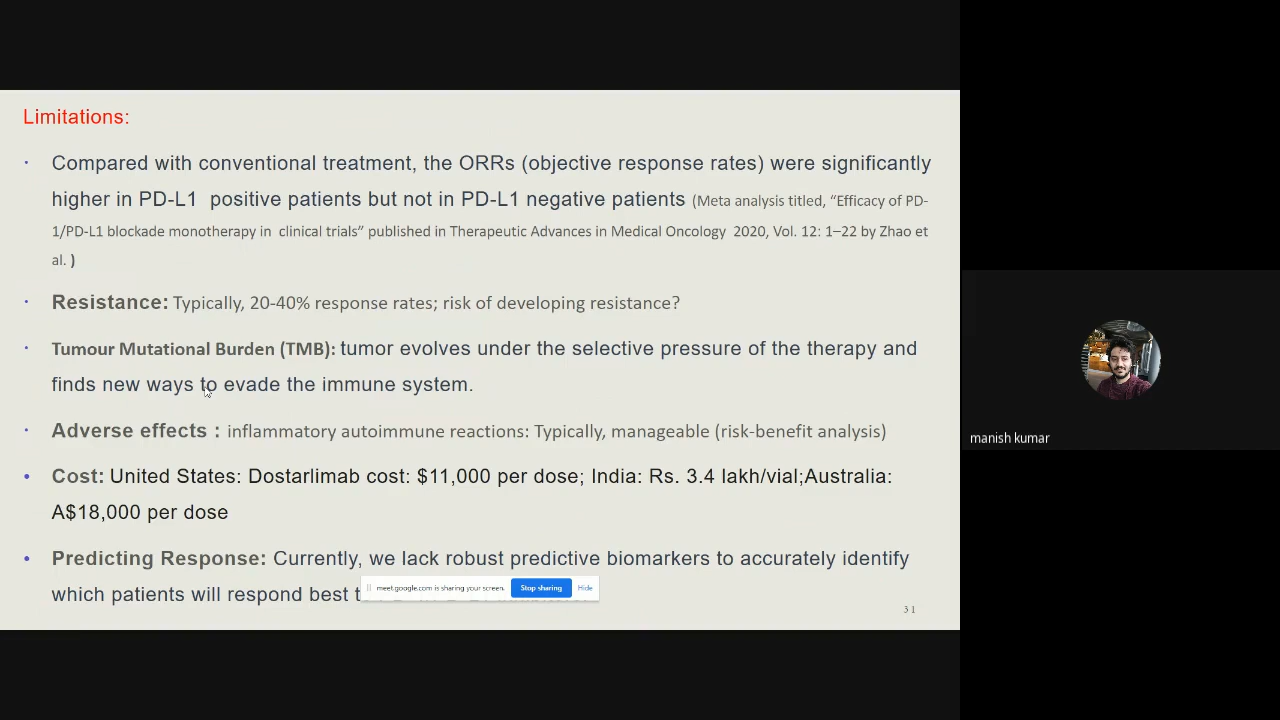 Limitations:
Compared with conventional treatment, the ORRs (objective response rates) were significantly
higher in PD-L1 positive patients but not in PD-L1 negative patients (Meta analysis titled, “Efficacy of PD-
1/PD-L1 blockade monotherapy in clinical trials” published in Therapeutic Advances in Medical Oncology 2020, Vol. 12: 1–22 by Zhao et
al. )
Resistance: Typically, 20-40% response rates; risk of developing resistance?
Tumour Mutational Burden (TMB): tumor evolves under the selective pressure of the therapy and
finds new ways to evade the immune system.
Adverse effects : inflammatory autoimmune reactions: Typically, manageable (risk-benefit analysis)
Cost: United States: Dostarlimab cost: $11,000 per dose; India: Rs. 3.4 lakh/vial;Australia:
A$18,000 per dose
Predicting Response: Currently, we lack robust predictive biomarkers to accurately identify
which patients will respond best
meet.google.com is sharing your screen. Stop sharing Hide
31
manish kumar